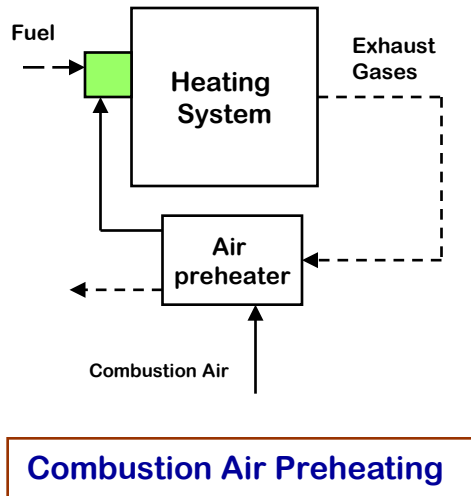 Fuel
Exhaust
Gases
Heating
System
Air
preheater
Combustion Air
Combustion Air Preheating